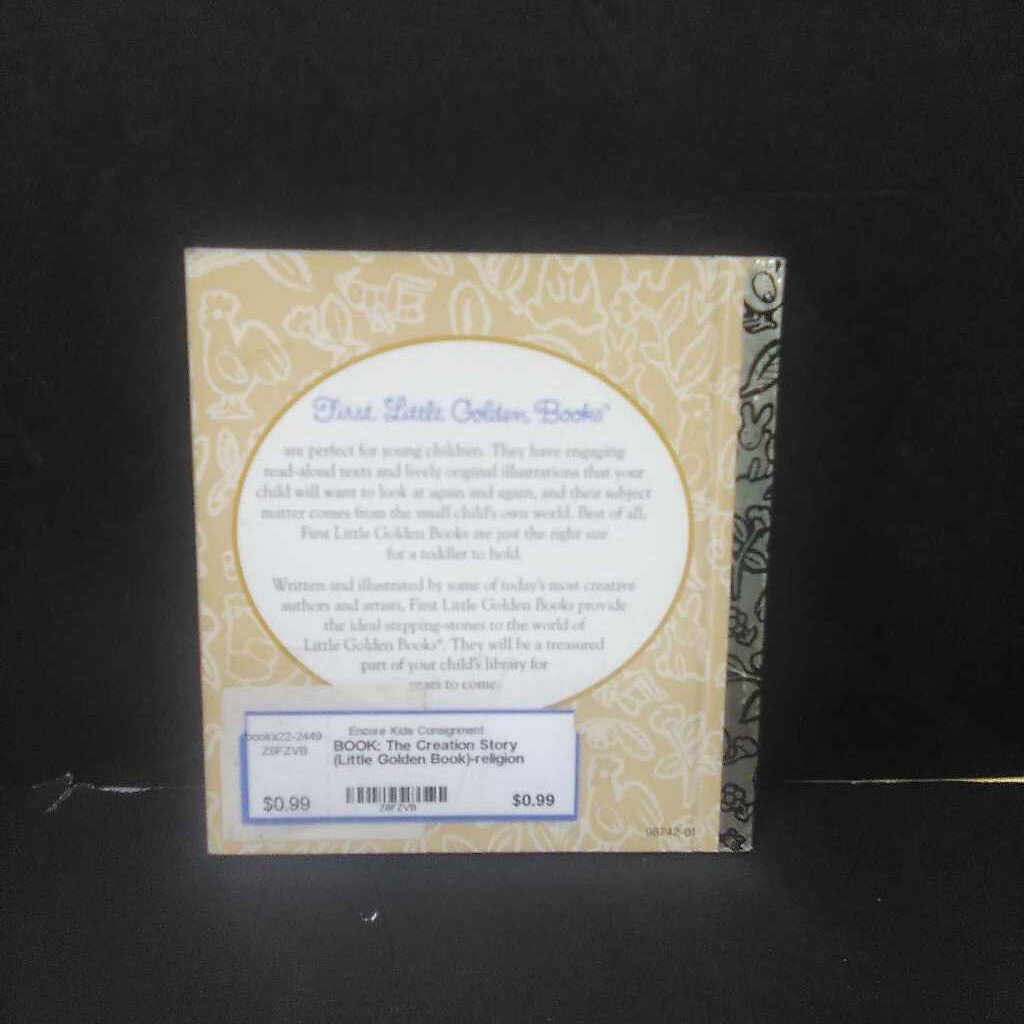 First Little Golden Books™
are perfect for young children. They have engaging
read-aloud texts and lively original illustrations that your
child will want to look at again and again, and their subject
matter comes from the small child's own world. Best of all,
First Little Golden Books are just the right size
for a toddler to hold.
Written and illustrated by some of today's most creative
authors and artists, First Little Golden Books provide
the ideal stepping-stones to the world of
Little Golden Books®. They will be a treasured
part of your child's library for
years to come.
Encore Kids Consignment
books22-2449
Z8FZVB
BOOK: The Creation Story
(Little Golden Book)-religion
$0.99
Z8FZVB
$0.99
98742-01